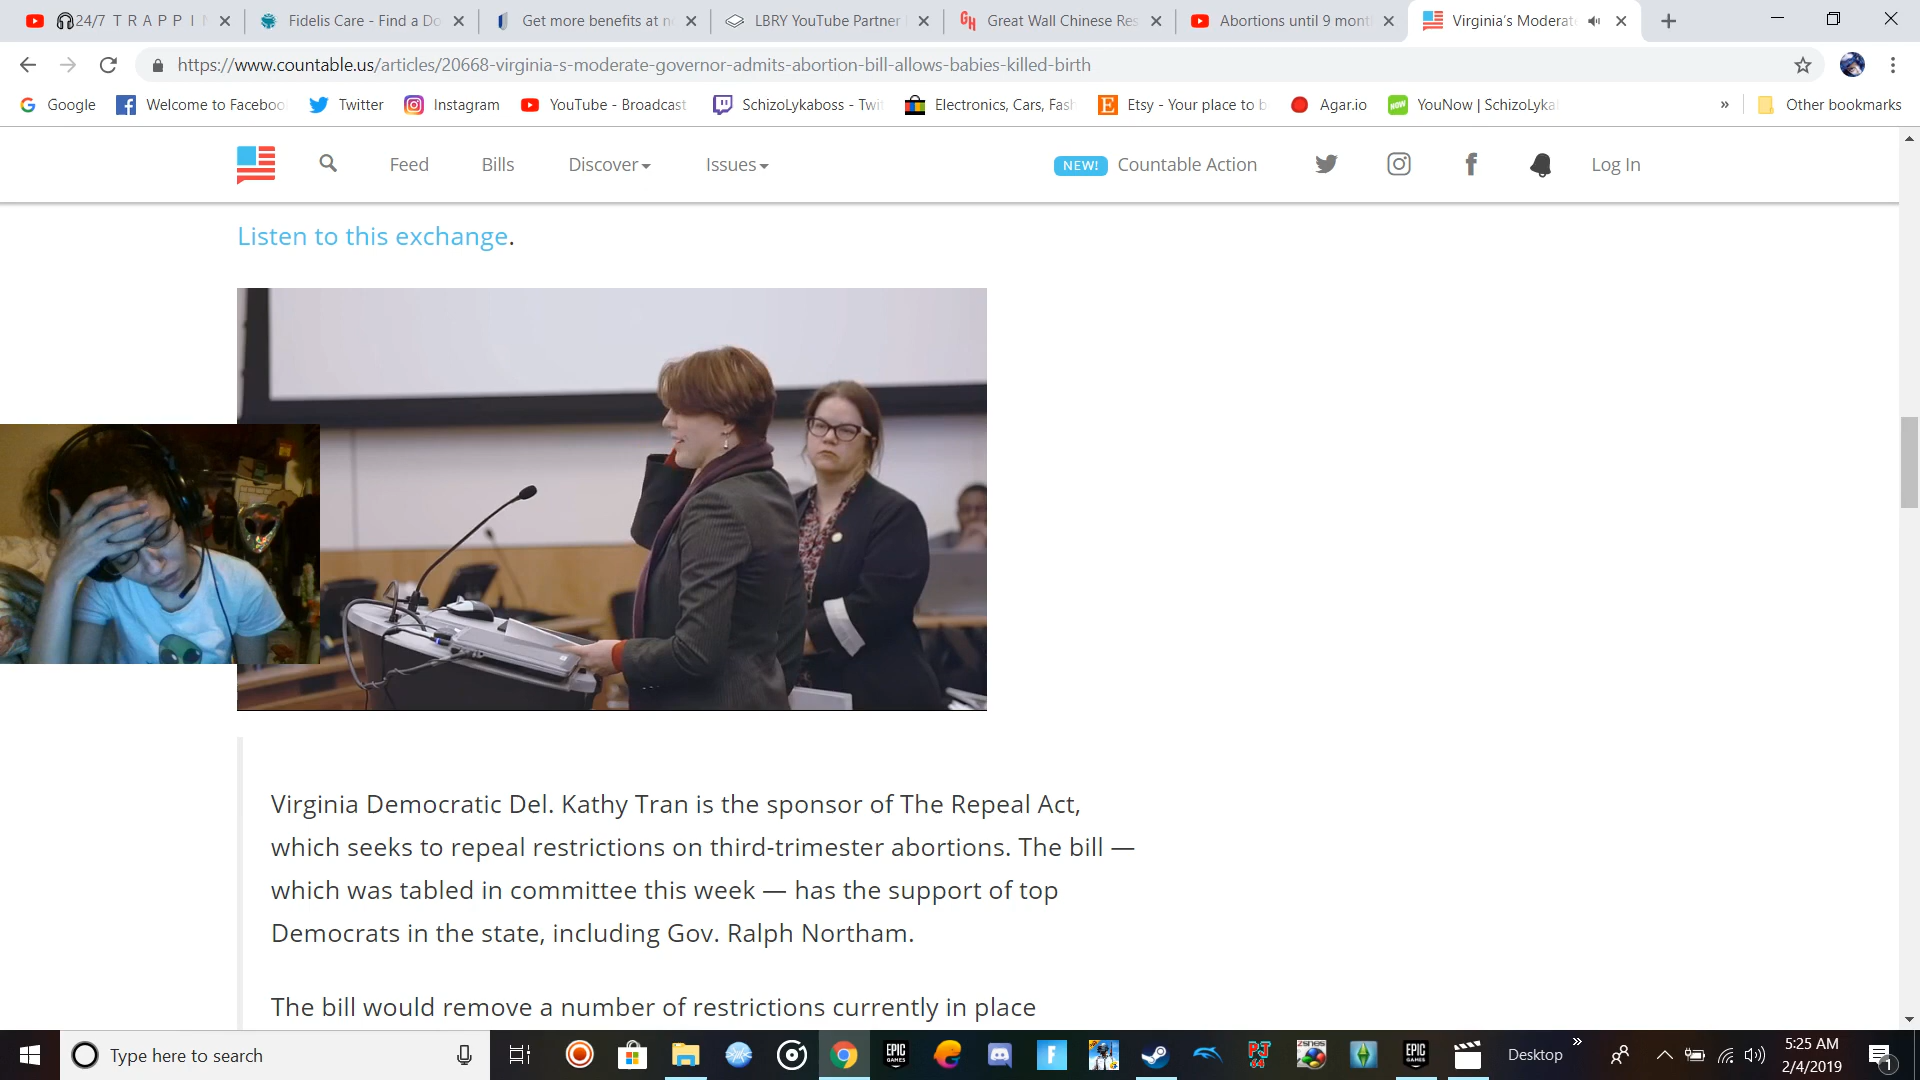 24/7 T R A P P I
Fidelis Care - Find a Do
Get more benefits at n
LBRY YouTube Partner
Great Wall Chinese Res
Abortions until 9 mont
Virginia's Moderat
https://www.countable.us/articles/20668-virginia-s-moderate-governor-admits-abortion-bill-allows-babies-killed-birth
Google
Welcome to Faceboo
Twitter
Instagram
YouTube - Broadcast
SchizoLykaboss - Twit
Electronics, Cars, Fash
Etsy - Your place to b
Agar.io
YouNow | SchizoLyka
»
Other bookmarks
Feed
Bills
Discover
Issues
NEW!
Countable Action
Log In
Listen to this exchange.
Virginia Democratic Del. Kathy Tran is the sponsor of The Repeal Act,
which seeks to repeal restrictions on third-trimester abortions. The bill —
which was tabled in committee this week — has the support of top
Democrats in the state, including Gov. Ralph Northam.
The bill would remove a number of restrictions currently in place
Type here to search
EPIC GAMES
EPIC GAMES
Desktop
»
5:25 AM
2/4/2019
1